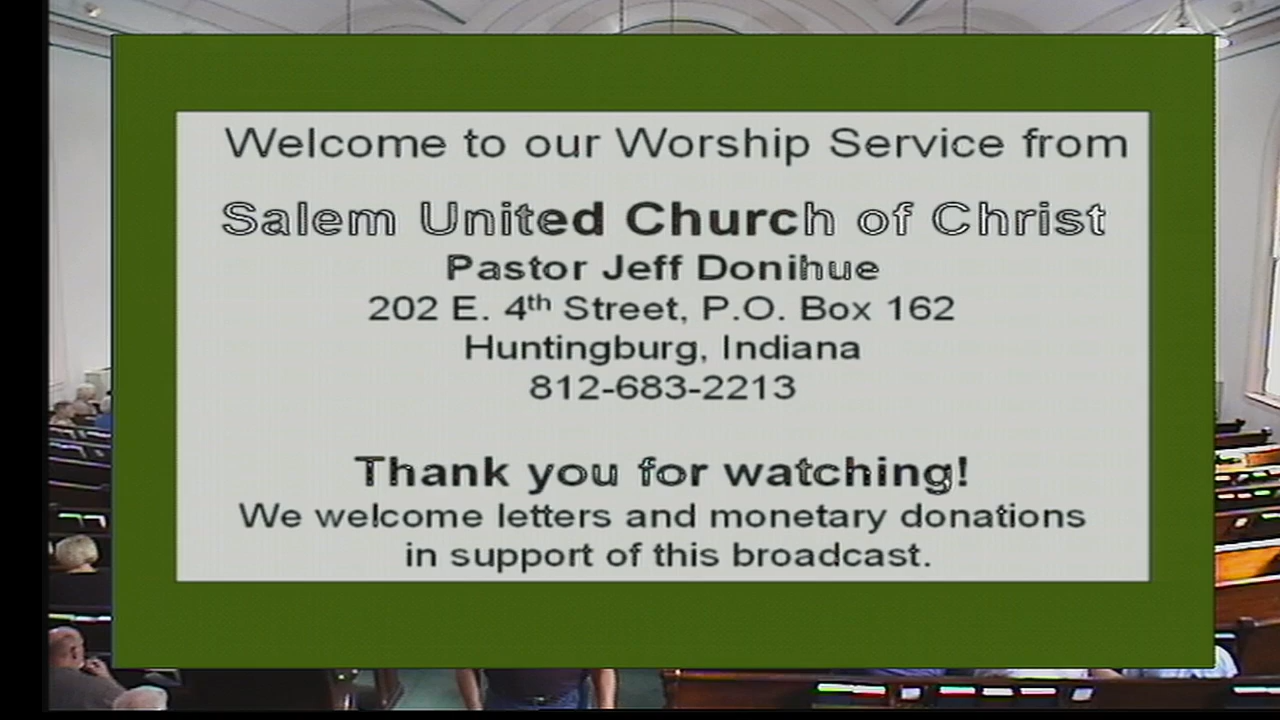 Welcome to our Worship Service from
Salem United Church of Christ
Pastor Jeff Donihue
202 E. 4th Street, P.O. Box 162
Huntingburg, Indiana
812-683-2213
Thank you for watching!
We welcome letters and monetary donations
in support of this broadcast.